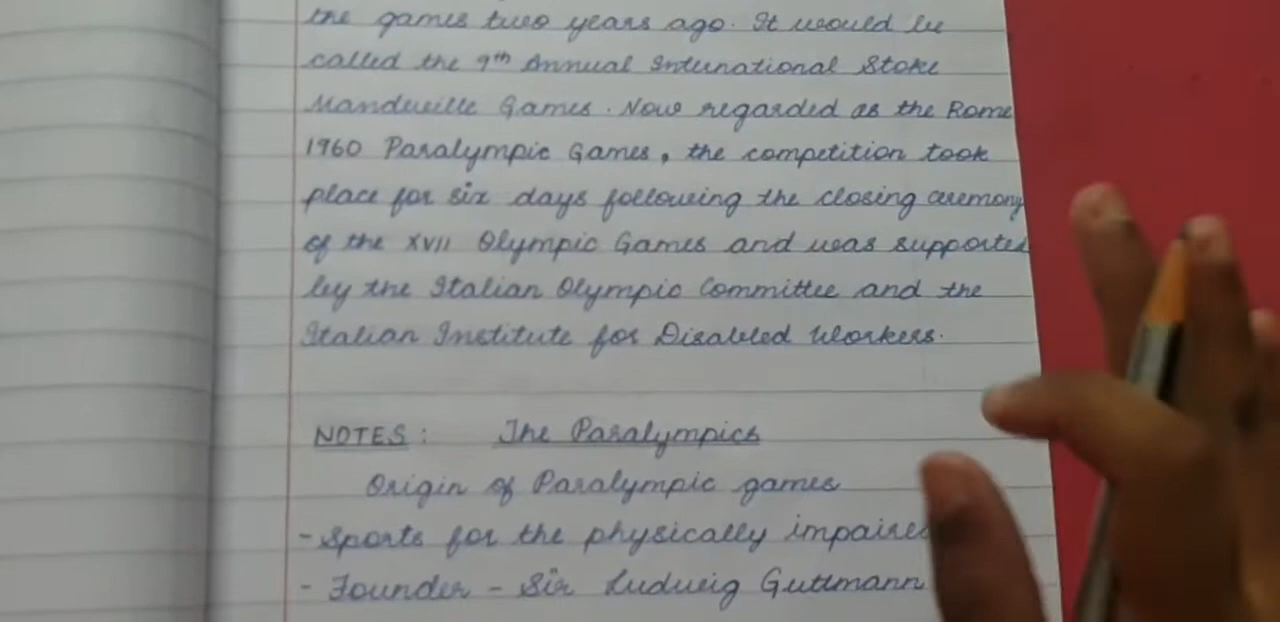 the games two years ago. It would be
called the 9th Annual International Stoke
Mandeville Games. Now regarded as the Rome
1960 Paralympic Games, the competition took
place for six days following the closing ceremony
of the XVII Olympic Games and was supported
by the Italian Olympic Committee and the
Italian Institute for Disabled Workers.
NOTES: The Paralympics
Origin of Paralympic games
- Sports for the physically impaired
- Founder - Sir Ludwig Guttmann